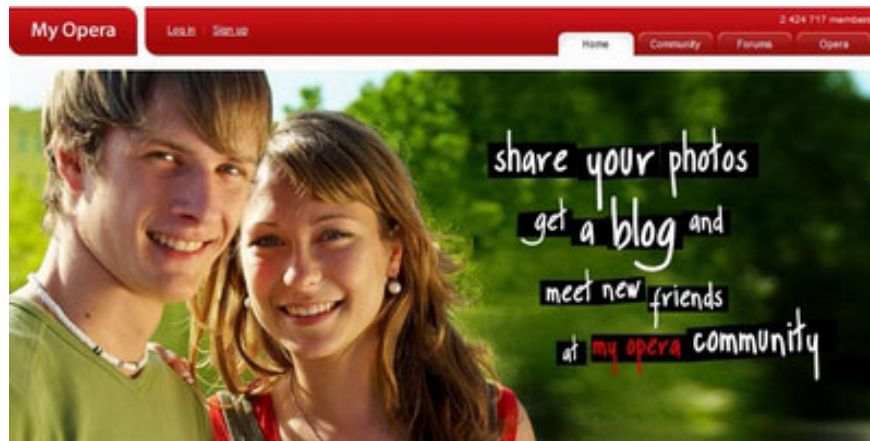 My Opera
Log in | Sign up
2 424 717 members
Home Community Forums Opera
share your photos
get a blog and
meet new friends
at my opera community